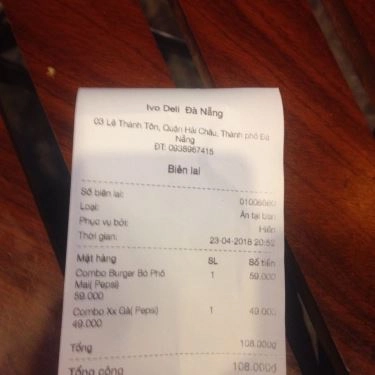 Ivo Deli Đà Nẵng
03 Lê Thánh Tôn, Quận Hải Châu, Thành phố Đà
Nẵng
ĐT: 0938967415
Biên lai
Số biên lai: 01006680
Loại: Ăn tại bàn
Phục vụ bởi: Hiền
Thời gian: 23-04-2018 20:52
Mặt hàng SL Số tiền
Combo Burger Bò Phô 1 59.000
Mai( Pepsi)
59.000
Combo Xx Gà( Pepsi) 1 49.000
49.000
Tổng 108.000₫
Tổng cộng 108.000₫